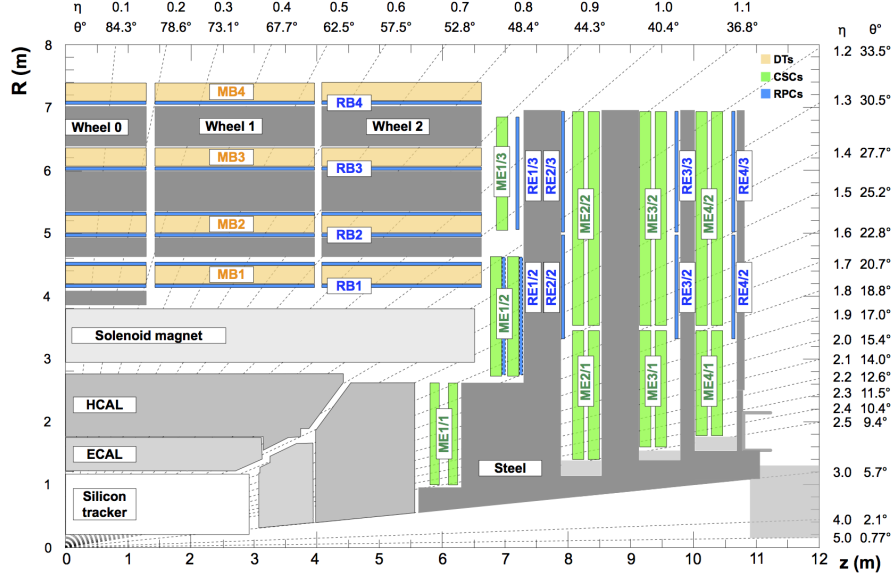 η 0.1 0.2 0.3 0.4 0.5 0.6 0.7 0.8 0.9 1.0 1.1
θ° 84.3° 78.6° 73.1° 67.7° 62.5° 57.5° 52.8° 48.4° 44.3° 40.4° 36.8° η θ°
R (m)
8
7
6
5
4
3
2
1
0
1.2 33.5°
1.3 30.5°
1.4 27.7°
1.5 25.2°
1.6 22.8°
1.7 20.7°
1.8 18.8°
1.9 17.0°
2.0 15.4°
2.1 14.0°
2.2 12.6°
2.3 11.5°
2.4 10.4°
2.5 9.4°
3.0 5.7°
4.0 2.1°
5.0 0.77°
DTs
CSCs
RPCs
MB4
RB4
Wheel 0 Wheel 1 Wheel 2
MB3
RB3
MB2
RB2
MB1
RB1
Solenoid magnet
HCAL
ECAL
Silicon
tracker
Steel
ME1/3
RE1/3
RE2/3
ME2/2
ME3/2
RE3/3
ME4/2
RE4/3
ME1/2
RE1/2
RE2/2
RE3/2
RE4/2
ME1/1
ME2/1
ME3/1
ME4/1
0 1 2 3 4 5 6 7 8 9 10 11 12
z (m)